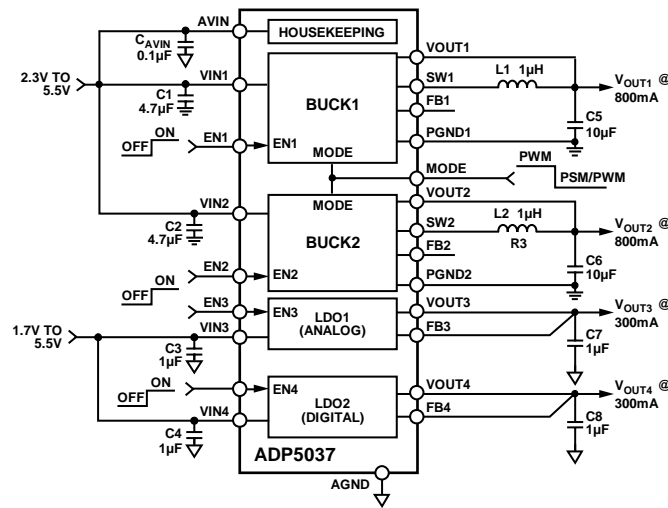 AVIN
HOUSEKEEPING
CAVIN
0.1µF
VOUT1
L1 1µH
VOUT1 @
800mA
2.3V TO
5.5V
VIN1
SW1
C1
4.7µF
BUCK1
FB1
C5
10µF
ON
OFF
EN1
EN1
PGND1
MODE
MODE
PWM
PSM/PWM
VOUT2
MODE
L2 1µH
R3
VOUT2 @
800mA
VIN2
SW2
C2
4.7µF
BUCK2
FB2
C6
10µF
EN2
EN2
PGND2
ON
OFF
EN3
EN3
LDO1
(ANALOG)
VOUT3
VOUT3 @
300mA
1.7V TO
5.5V
VIN3
FB3
C3
1µF
C7
1µF
ON
OFF
EN4
VOUT4
VOUT4 @
300mA
LDO2
(DIGITAL)
VIN4
FB4
C4
1µF
C8
1µF
ADP5037
AGND